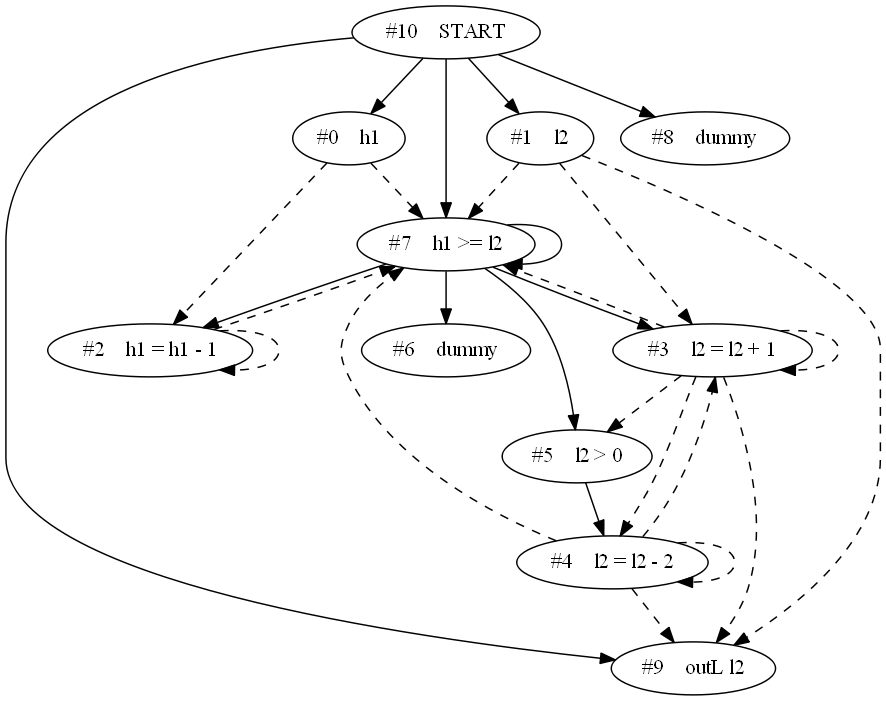 #10 START
#0 h1
#1 l2
#8 dummy
#7 h1 >= l2
#2 h1 = h1 - 1
#6 dummy
#3 l2 = l2 + 1
#5 l2 > 0
#4 l2 = l2 - 2
#9 outL l2